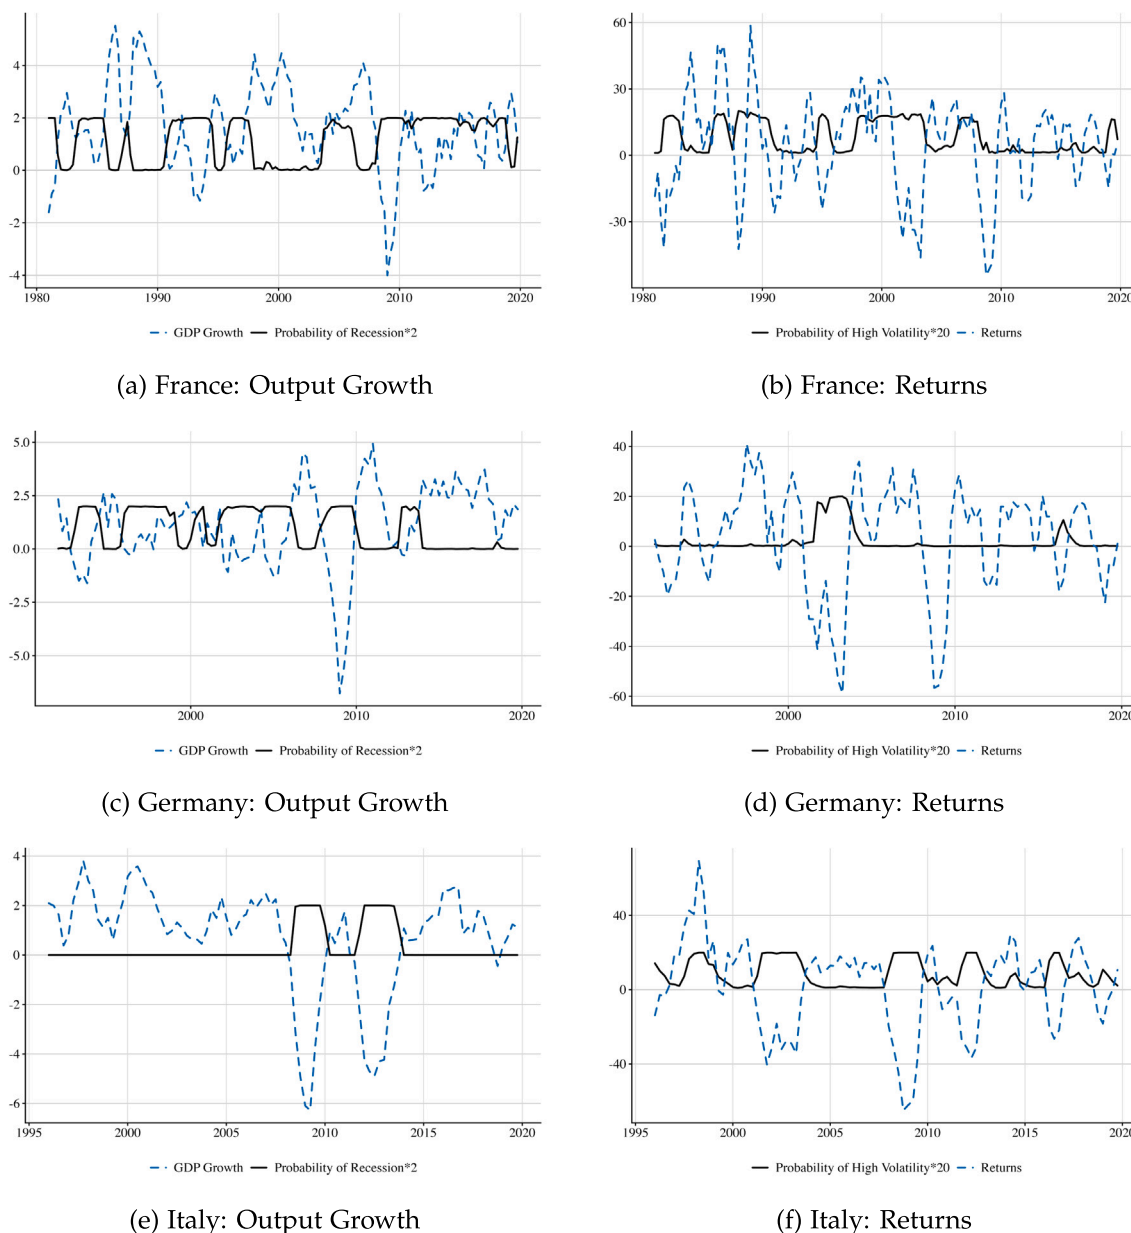 4
2
0
-2
-4
1980 1990 2000 2010 2020
GDP Growth Probability of Recession*2
(a) France: Output Growth
60
30
0
-30
1980 1990 2000 2010 2020
Probability of High Volatility*20 Returns
(b) France: Returns
5.0
2.5
0.0
-2.5
-5.0
2000 2010 2020
GDP Growth Probability of Recession*2
(c) Germany: Output Growth
40
20
0
-20
-40
-60
2000 2010 2020
Probability of High Volatility*20 Returns
(d) Germany: Returns
4
2
0
-2
-4
-6
1995 2000 2005 2010 2015 2020
GDP Growth Probability of Recession*2
(e) Italy: Output Growth
40
0
-40
1995 2000 2005 2010 2015 2020
Probability of High Volatility*20 Returns
(f) Italy: Returns